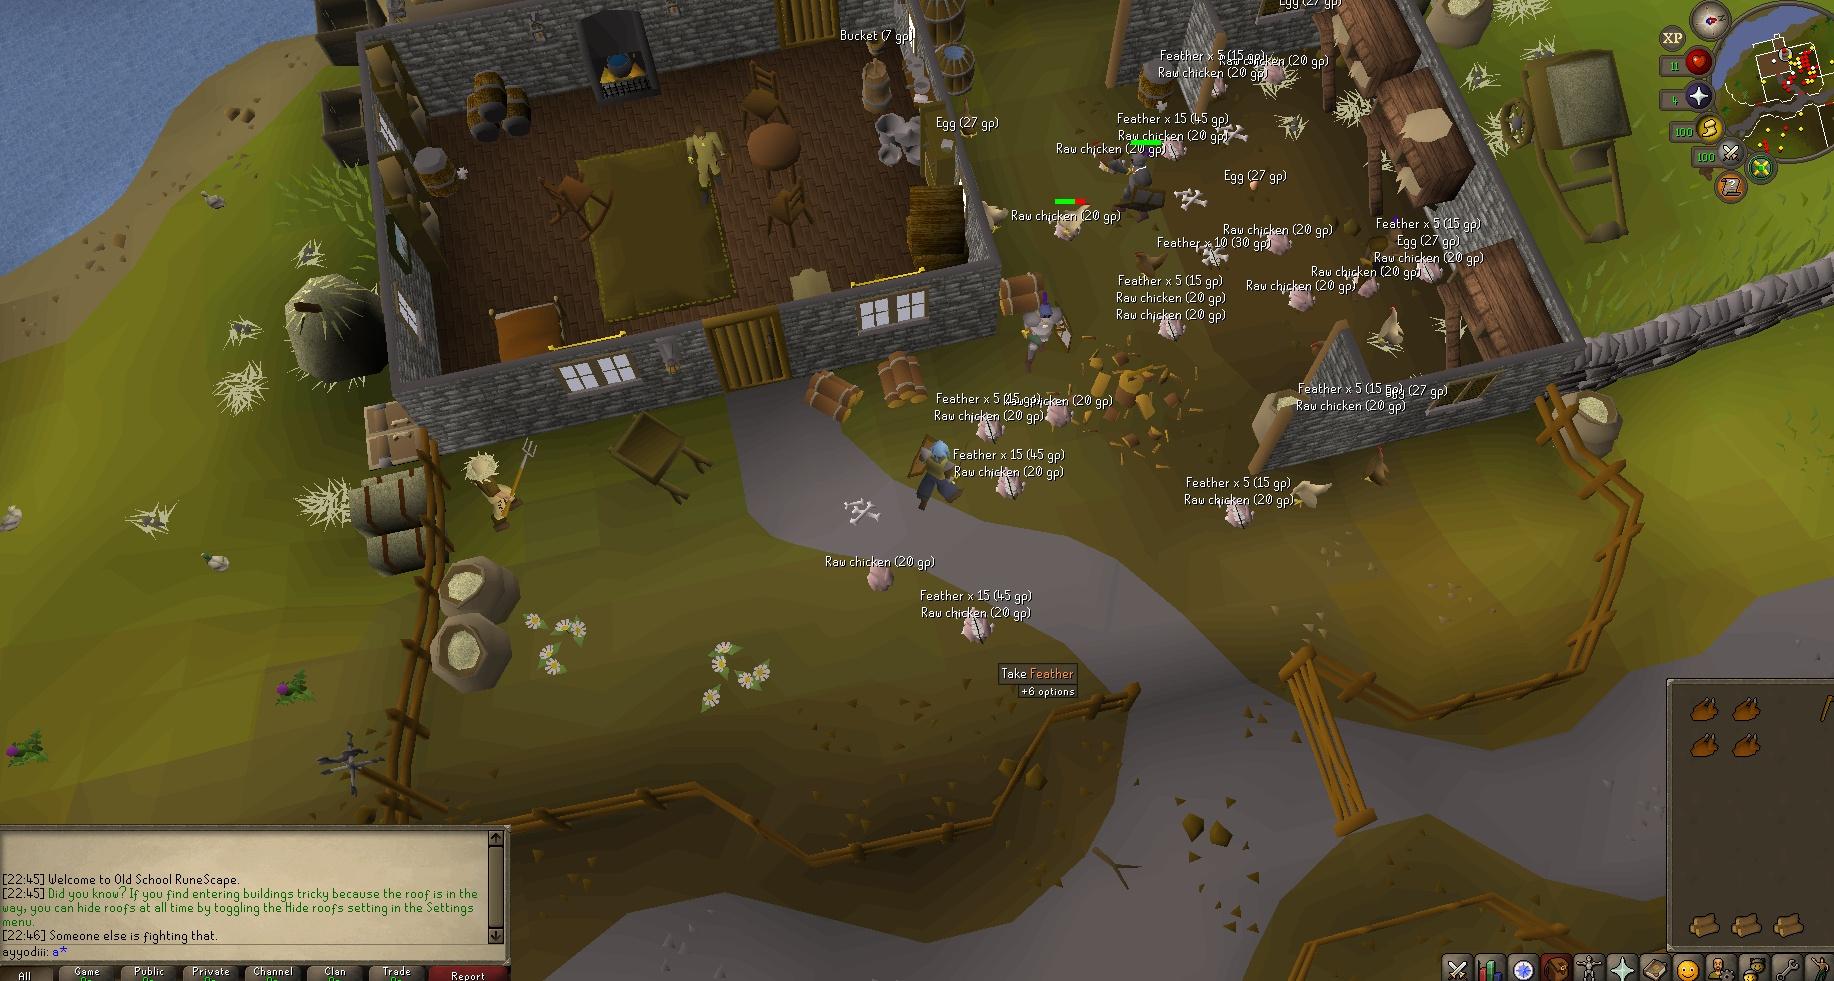 Egg (27 gp)
Bucket (7 gp)
Feather x 5 (15 gp)
Raw chicken (20 gp)
Raw chicken (20 gp)
XP
11
4
100
100
Feather x 15 (45 gp)
Raw chicken (20 gp)
Raw chicken (20 gp)
Egg (27 gp)
Egg (27 gp)
Raw chicken (20 gp)
Raw chicken (20 gp)
Feather x 10 (30 gp)
Feather x 5 (15 gp)
Egg (27 gp)
Raw chicken (20 gp)
Raw chicken (20 gp)
Raw chicken (20 gp)
Feather x 5 (15 gp)
Raw chicken (20 gp)
Raw chicken (20 gp)
Feather x 5 (15 gp)
Raw chicken (20 gp)
Raw chicken (20 gp)
Feather x 5 (15 gp)
Egg (27 gp)
Raw chicken (20 gp)
Feather x 15 (45 gp)
Raw chicken (20 gp)
Feather x 5 (15 gp)
Raw chicken (20 gp)
Raw chicken (20 gp)
Feather x 15 (45 gp)
Raw chicken (20 gp)
Take Feather
+6 options
[22:45] Welcome to Old School RuneScape.
[22:45] Did you know? If you find entering buildings tricky because the roof is in the
way, you can hide roofs at all time by toggling the Hide roofs setting in the Settings
menu.
[22:46] Someone else is fighting that.
ayyodiii: a*
All Game Public Private Channel Clan Trade Report